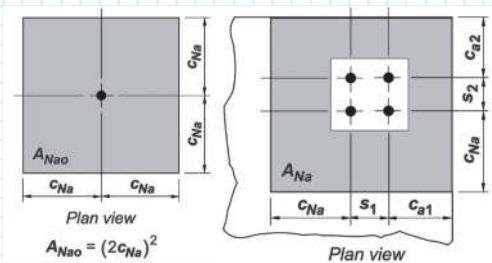 c_Na
c_Na
A_Nao
c_Na
c_Na
Plan view
A_Nao = (2c_Na)^2
c_a2
s_2
c_Na
A_Na
c_Na
s_1
c_a1
Plan view